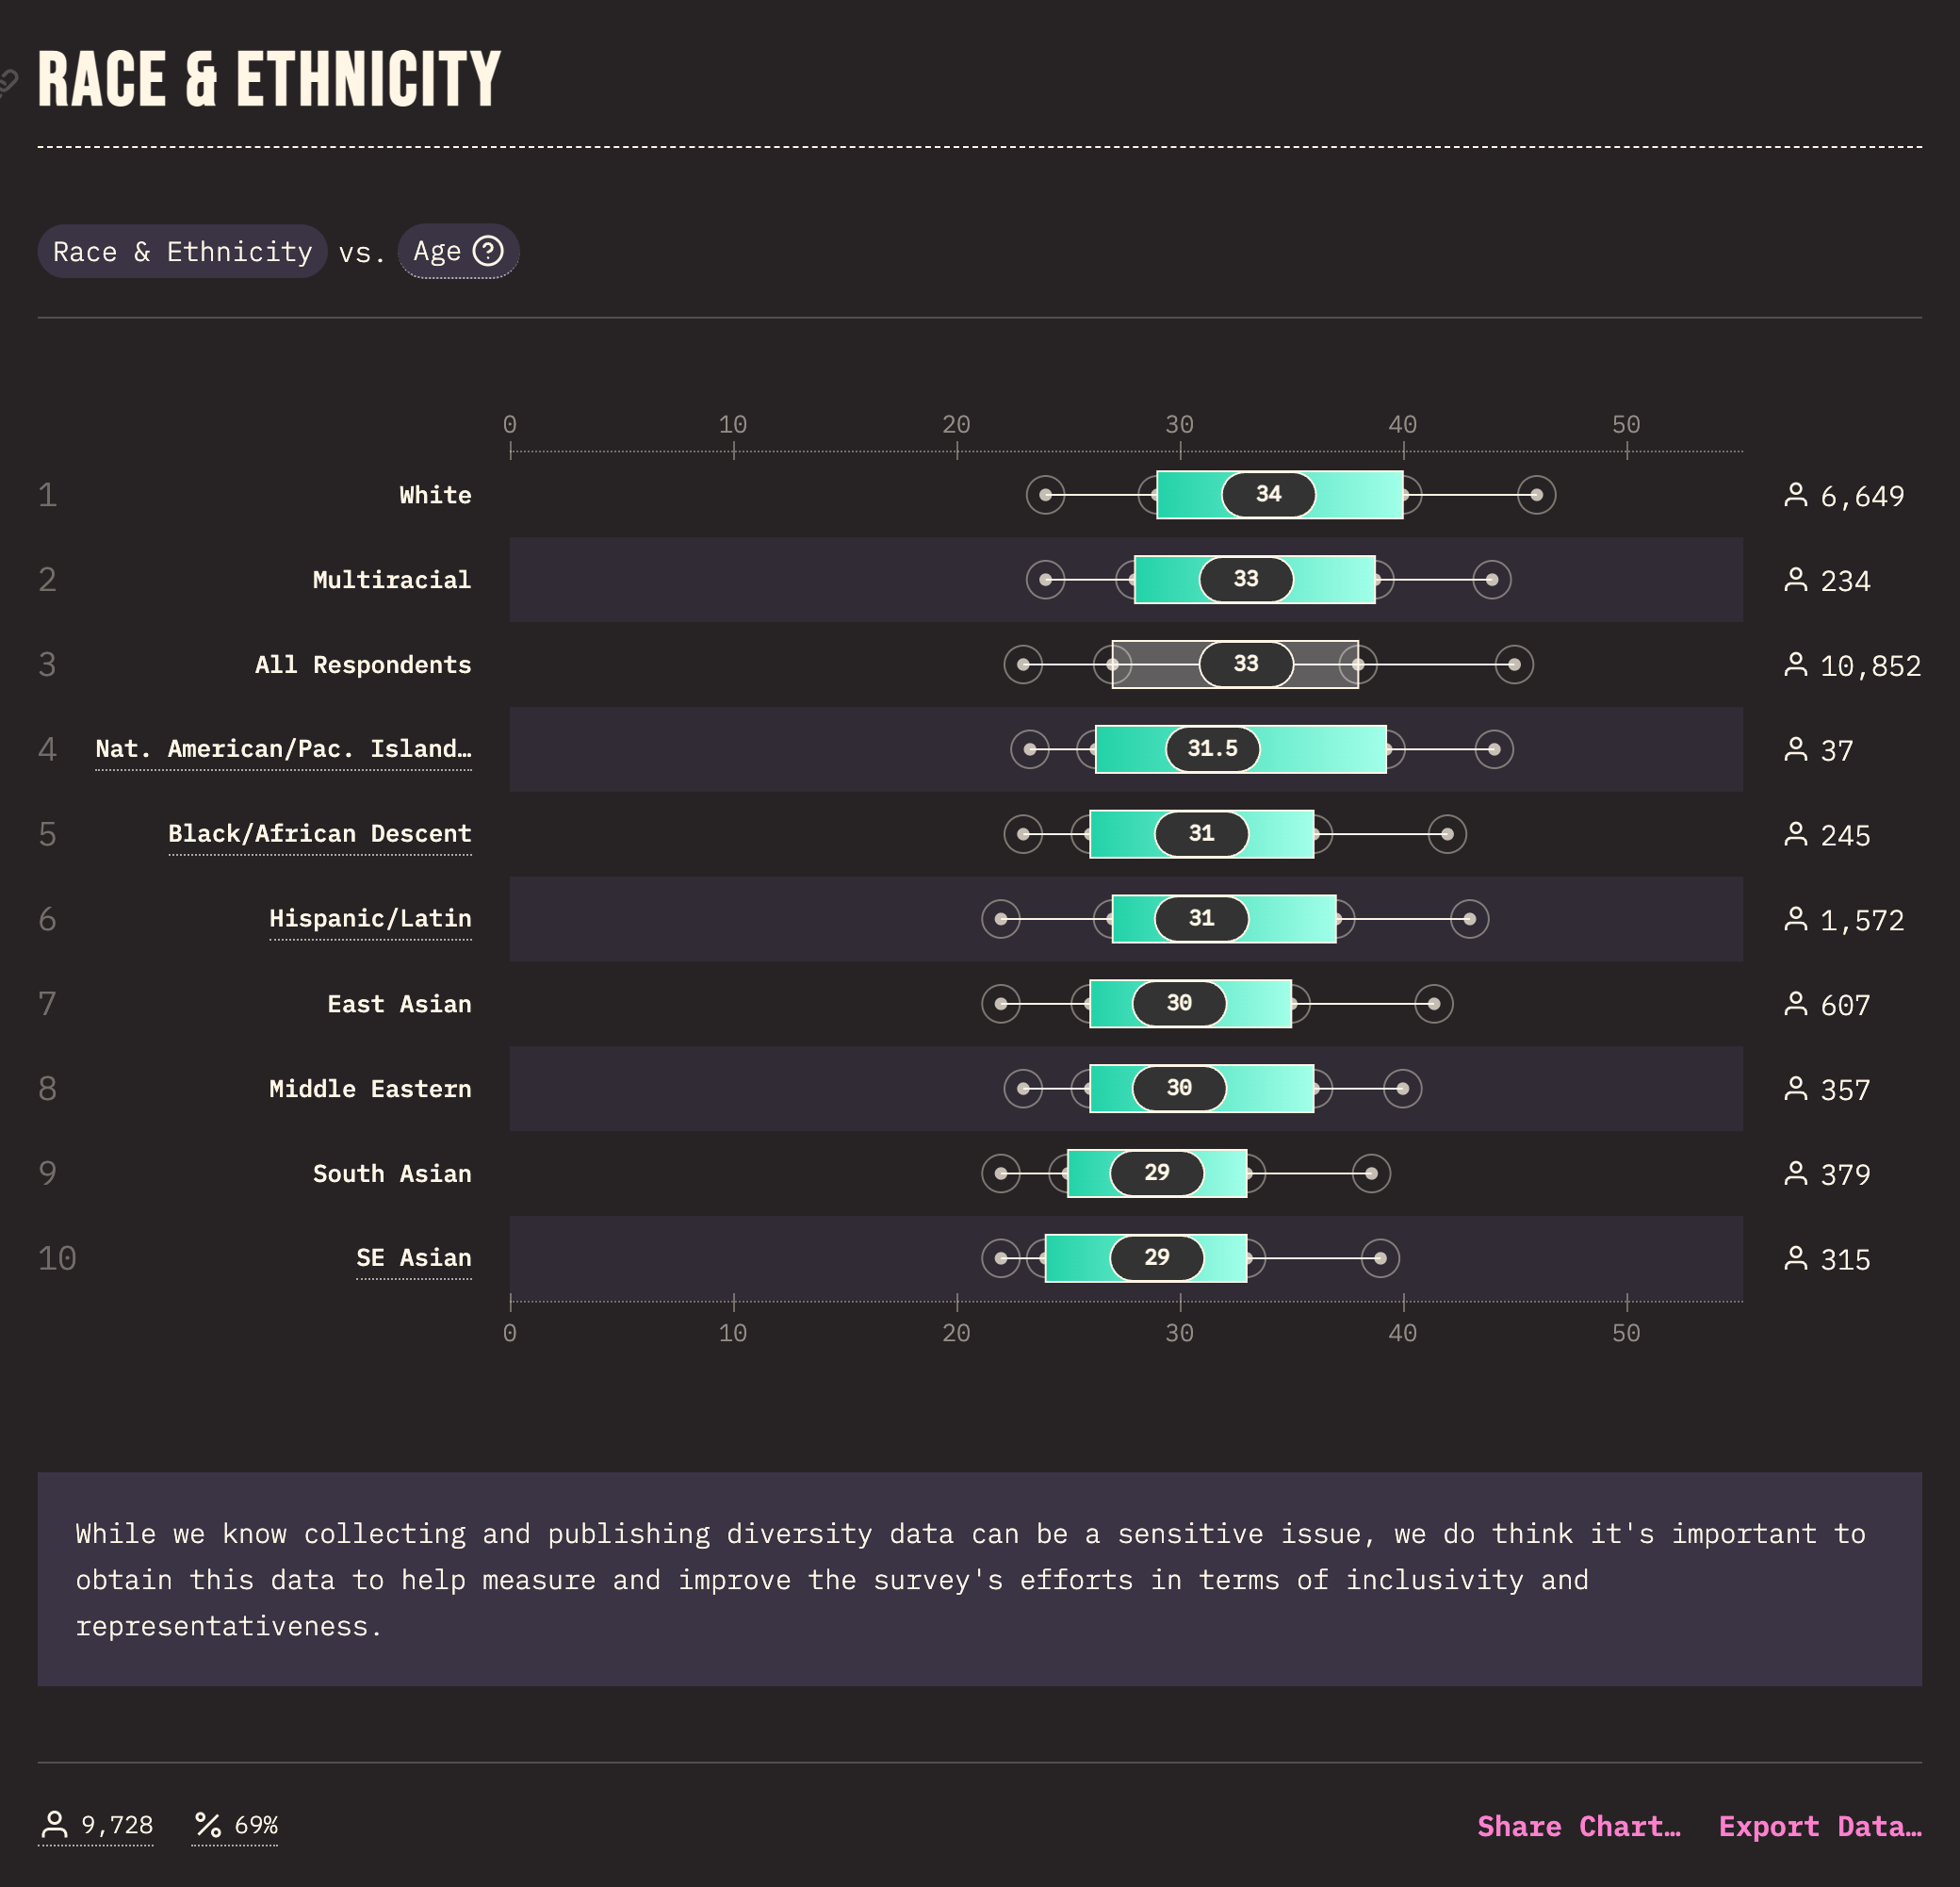 RACE & ETHNICITY
Race & Ethnicity vs. Age ?
0 10 20 30 40 50
1 White 34 6,649
2 Multiracial 33 234
3 All Respondents 33 10,852
4 Nat. American/Pac. Island… 31.5 37
5 Black/African Descent 31 245
6 Hispanic/Latin 31 1,572
7 East Asian 30 607
8 Middle Eastern 30 357
9 South Asian 29 379
10 SE Asian 29 315
0 10 20 30 40 50
While we know collecting and publishing diversity data can be a sensitive issue, we do think it's important to
obtain this data to help measure and improve the survey's efforts in terms of inclusivity and
representativeness.
9,728 % 69% Share Chart… Export Data…